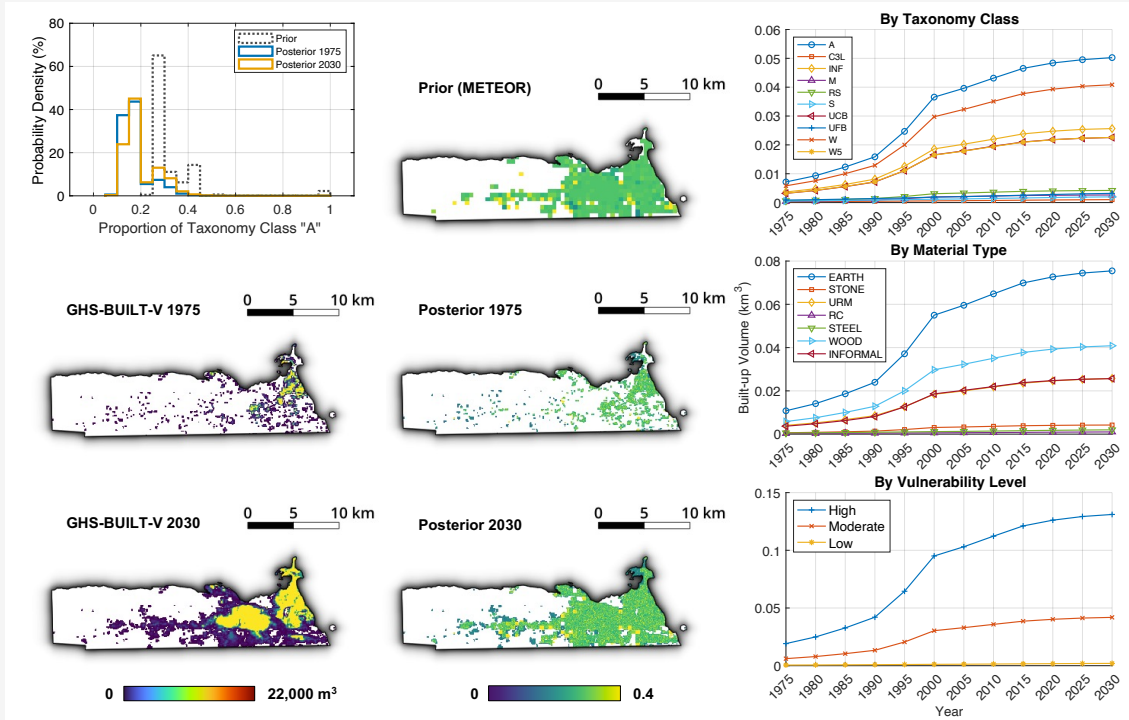 80
60
40
20
0
Probability Density (%)
Prior
Posterior 1975
Posterior 2030
0 0.2 0.4 0.6 0.8 1
Proportion of Taxonomy Class "A"
Prior (METEOR)
0 5 10 km
By Taxonomy Class
0.06
0.05
0.04
0.03
0.02
0.01
0
A
C3L
INF
M
RS
S
UCB
UFB
W
W5
1975 1980 1985 1990 1995 2000 2005 2010 2015 2020 2025 2030
GHS-BUILT-V 1975
0 5 10 km
Posterior 1975
0 5 10 km
By Material Type
0.08
0.06
0.04
0.02
0
Built-up Volume (km³)
EARTH
STONE
URM
RC
STEEL
WOOD
INFORMAL
1975 1980 1985 1990 1995 2000 2005 2010 2015 2020 2025 2030
GHS-BUILT-V 2030
0 5 10 km
Posterior 2030
0 5 10 km
By Vulnerability Level
0.15
0.1
0.05
0
High
Moderate
Low
1975 1980 1985 1990 1995 2000 2005 2010 2015 2020 2025 2030
Year
0 22,000 m³
0 0.4